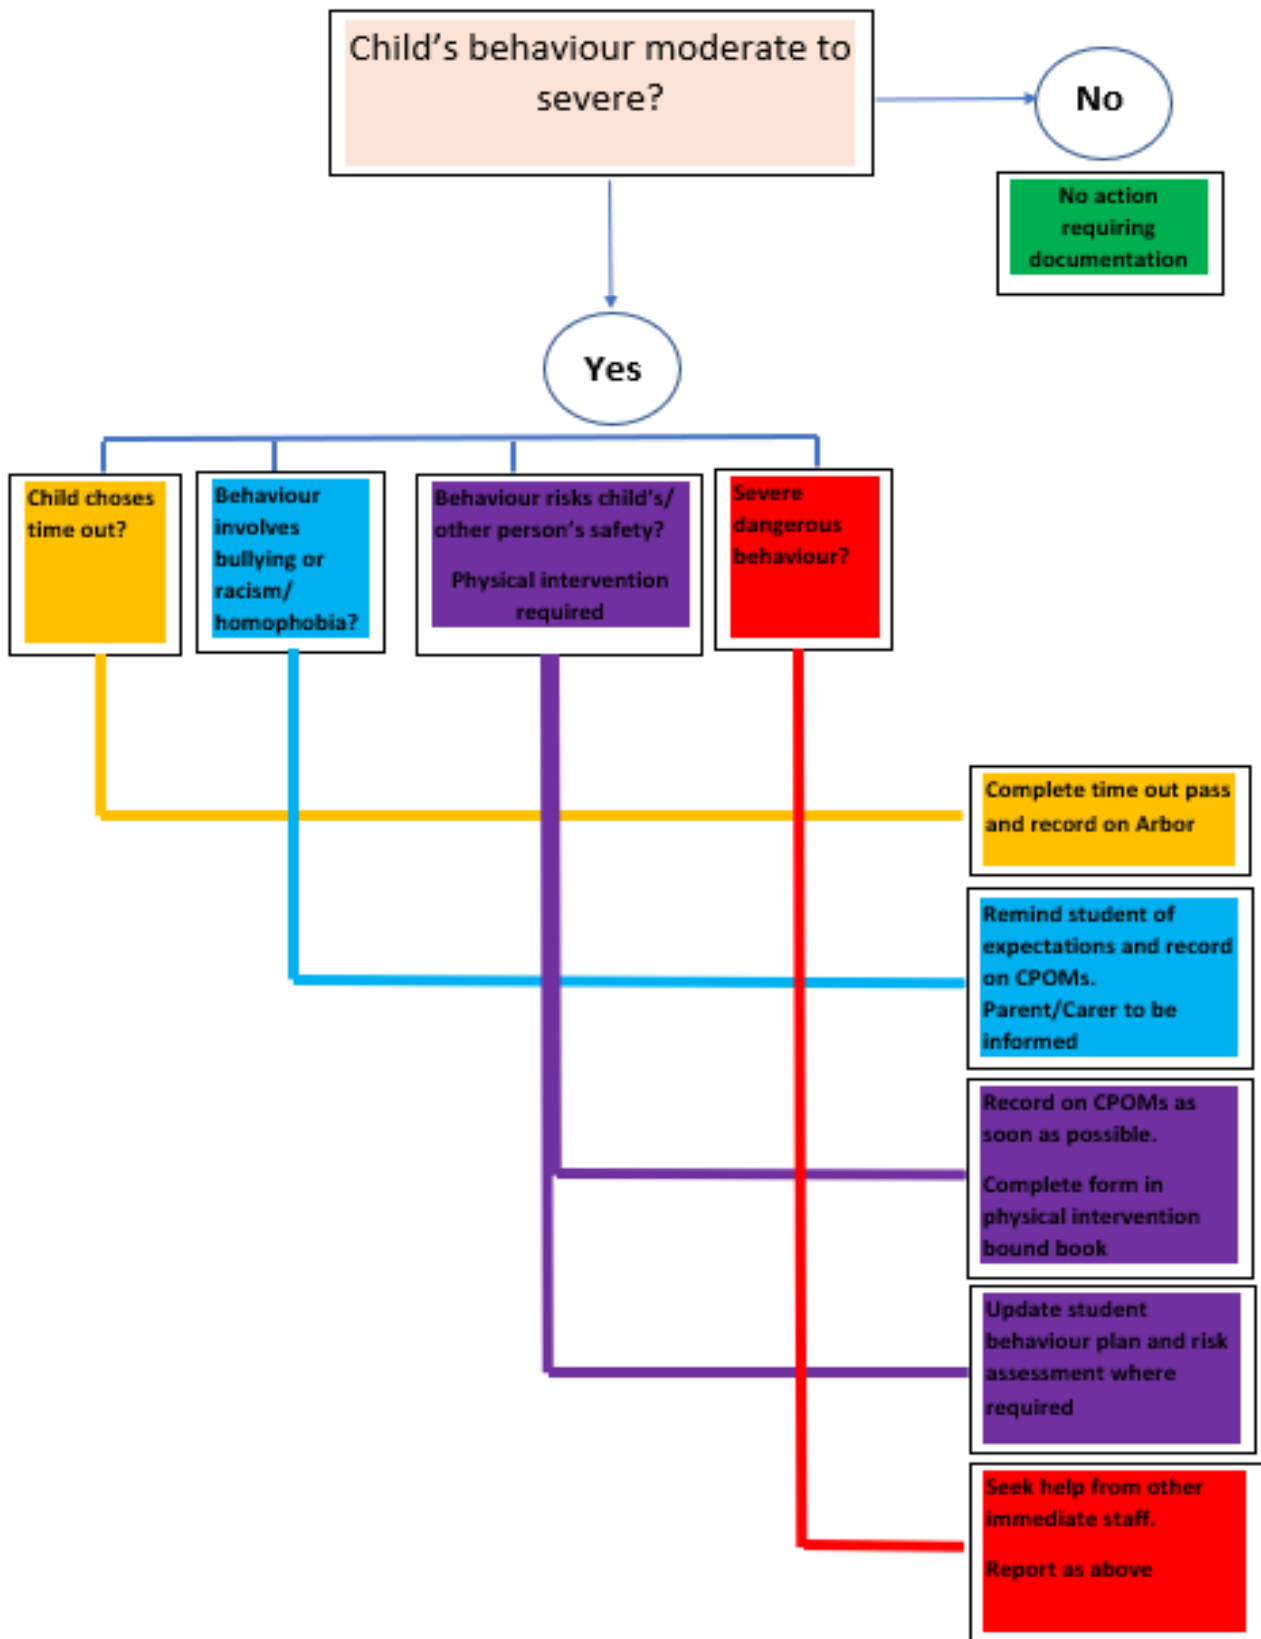 Child's behaviour moderate to
severe?
No
No action
requiring
documentation
Yes
Child choses
time out?
Behaviour
involves
bullying or
racism/
homophobia?
Behaviour risks child's/
other person's safety?
Physical intervention
required
Severe
dangerous
behaviour?
Complete time out pass
and record on Arbor
Remind student of
expectations and record
on CPOMs.
Parent/Carer to be
informed
Record on CPOMs as
soon as possible.
Complete form in
physical intervention
bound book
Update student
behaviour plan and risk
assessment where
required
Seek help from other
immediate staff.
Report as above